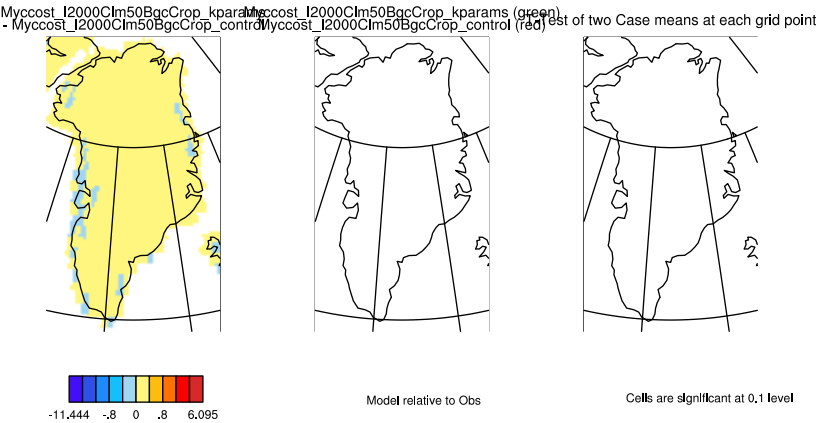 Myccost_I2000Clm50BgcCrop_kparams
- Myccost_I2000Clm50BgcCrop_control
Myccost_I2000Clm50BgcCrop_kparams (green)
Myccost_I2000Clm50BgcCrop_control (red)
T-Test of two Case means at each grid point
-11.444 -.8 0 .8 6.095
Model relative to Obs
Cells are significant at 0.1 level